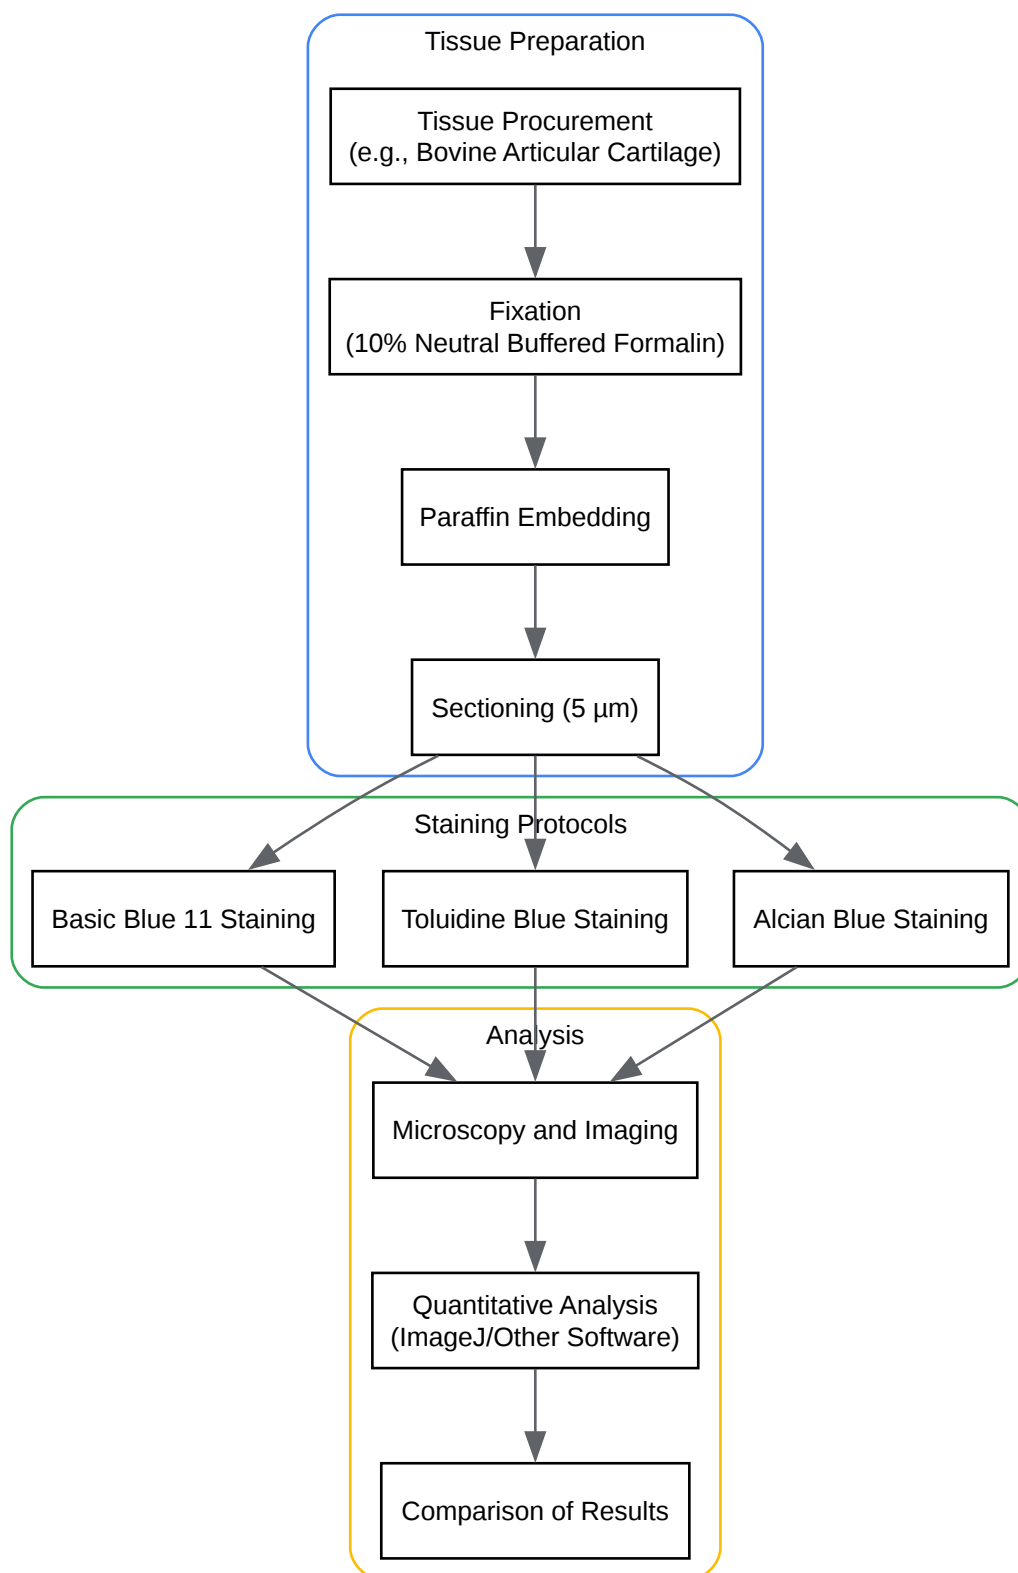 Tissue Preparation
Tissue Procurement
(e.g., Bovine Articular Cartilage)
Fixation
(10% Neutral Buffered Formalin)
Paraffin Embedding
Sectioning (5 µm)
Staining Protocols
Basic Blue 11 Staining
Toluidine Blue Staining
Alcian Blue Staining
Analysis
Microscopy and Imaging
Quantitative Analysis
(ImageJ/Other Software)
Comparison of Results